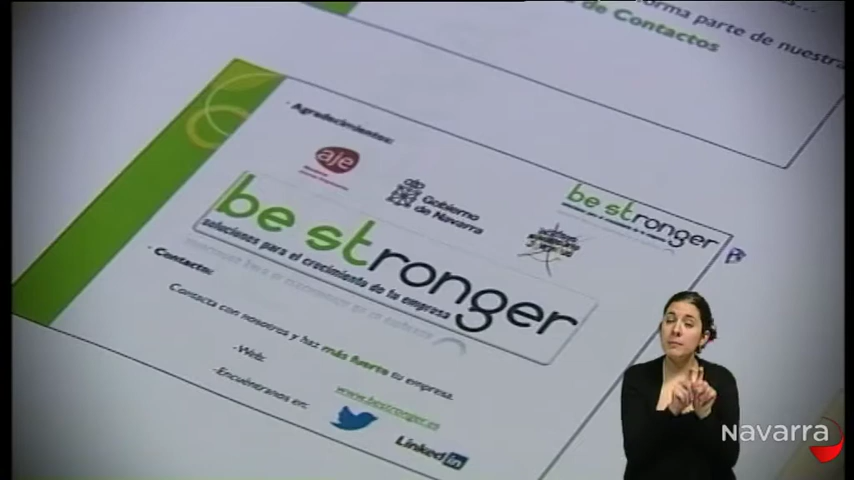 forma parte de nuestra
de Contactos
- Agradecimientos:
aje
Gobierno
de Navarra
be stronger
be stronger
soluciones para el crecimiento de tu empresa
- Contacto:
Contacta con nosotros y haz más fuerte tu empresa.
-Web:
www.bestronger.es
-Encuéntranos en:
Linked in
Navarra